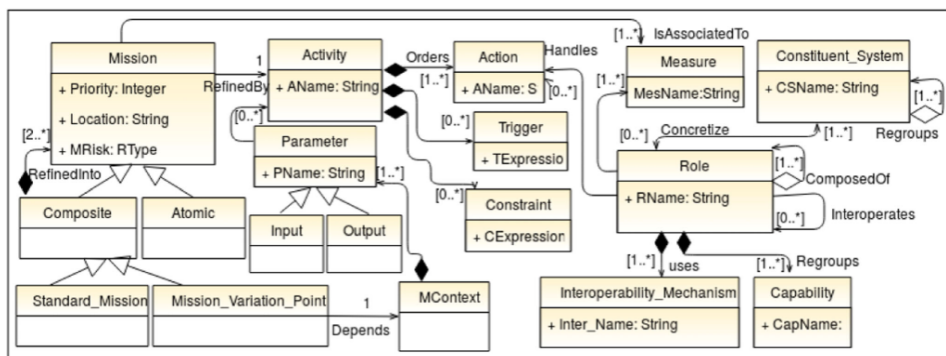 Mission
+ Priority: Integer
+ Location: String
+ MRisk: RType
[2..*]
RefinedInto
1
RefinedBy
Activity
+ AName: String
[0..*]
Orders
[1..*]
Action
+ AName: S
[0..*]
Handles
[1..*]
IsAssociatedTo
Measure
MesName:String
[1..*]
Constituent_System
+ CSName: String
[1..*]
Regroups
[0..*]
Trigger
+ TExpressio
Parameter
+ PName: String
[1..*]
[0..*]
Constraint
+ CExpression
[0..*]
Concretize
[1..*]
Role
+ RName: String
[1..*]
ComposedOf
[0..*]
Interoperates
Composite
Atomic
Input
Output
Standard_Mission
Mission_Variation_Point
1
Depends
MContext
[1..*]
uses
[1..*]
Regroups
Interoperability_Mechanism
+ Inter_Name: String
Capability
+ CapName: